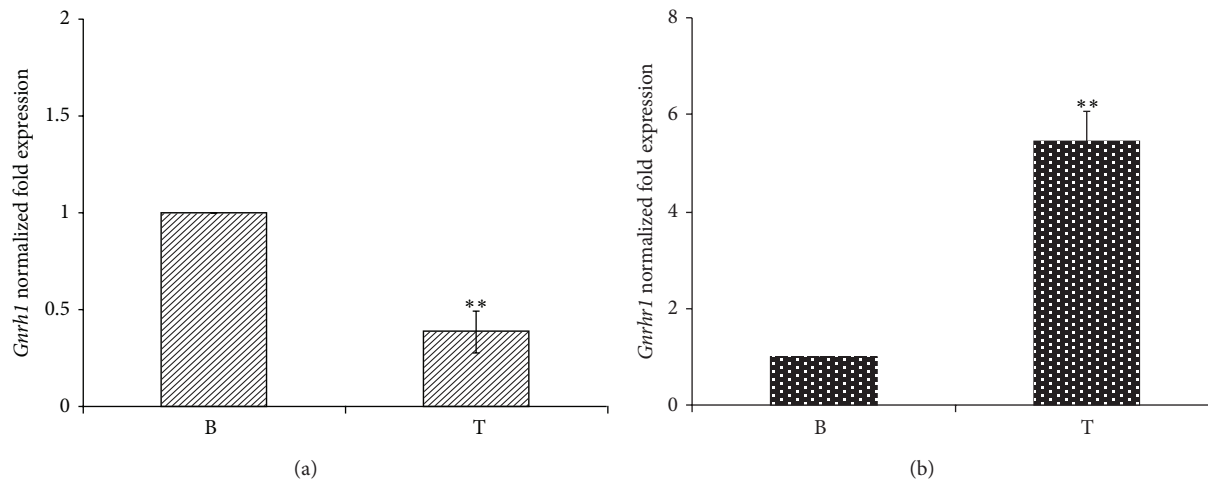 2
1.5
1
0.5
0
Gnrh1 normalized fold expression
**
B
T
(a)
8
6
4
2
0
Gnrhr1 normalized fold expression
**
B
T
(b)